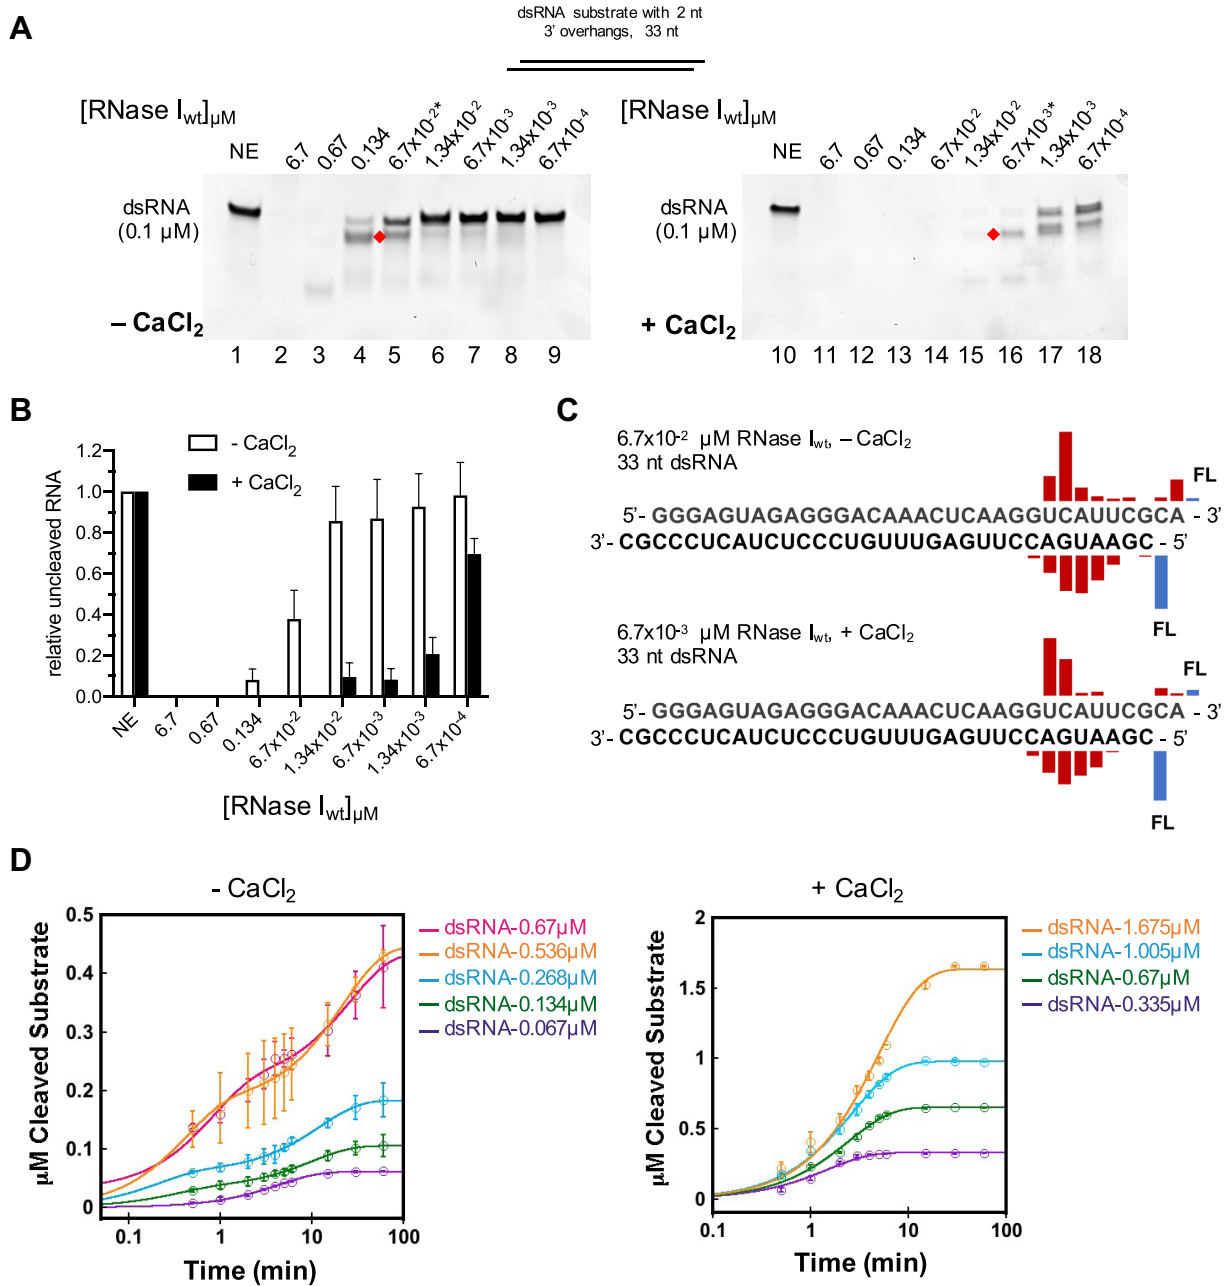 A
dsRNA substrate with 2 nt
3' overhangs, 33 nt
[RNase Iwt]µM
NE 6.7 0.67 0.134 6.7x10-2* 1.34x10-2 6.7x10-3 1.34x10-3 6.7x10-4
dsRNA
(0.1 µM)
– CaCl2
1 2 3 4 5 6 7 8 9
[RNase Iwt]µM
NE 6.7 0.67 0.134 6.7x10-2 1.34x10-2 6.7x10-3* 1.34x10-3 6.7x10-4
dsRNA
(0.1 µM)
+ CaCl2
10 11 12 13 14 15 16 17 18
B
- CaCl2
+ CaCl2
relative uncleaved RNA
1.2
1.0
0.8
0.6
0.4
0.2
0.0
NE 6.7 0.67 0.134 6.7x10-2 1.34x10-2 6.7x10-3 1.34x10-3 6.7x10-4
[RNase Iwt]µM
C
6.7x10-2 µM RNase Iwt, – CaCl2
33 nt dsRNA
FL
5'- GGGAGUAGAGGGACAAACUCAAGGUCAUUCGCA - 3'
3'- CGCCCUCAUCUCCCUGUUUGAGUUCCAGUAAGC - 5'
FL
6.7x10-3 µM RNase Iwt, + CaCl2
33 nt dsRNA
FL
5'- GGGAGUAGAGGGACAAACUCAAGGUCAUUCGCA - 3'
3'- CGCCCUCAUCUCCCUGUUUGAGUUCCAGUAAGC - 5'
FL
D
- CaCl2
µM Cleaved Substrate
0.5
0.4
0.3
0.2
0.1
0
0.1 1 10 100
Time (min)
dsRNA-0.67µM
dsRNA-0.536µM
dsRNA-0.268µM
dsRNA-0.134µM
dsRNA-0.067µM
+ CaCl2
µM Cleaved Substrate
2
1.5
1
0.5
0
0.1 1 10 100
Time (min)
dsRNA-1.675µM
dsRNA-1.005µM
dsRNA-0.67µM
dsRNA-0.335µM